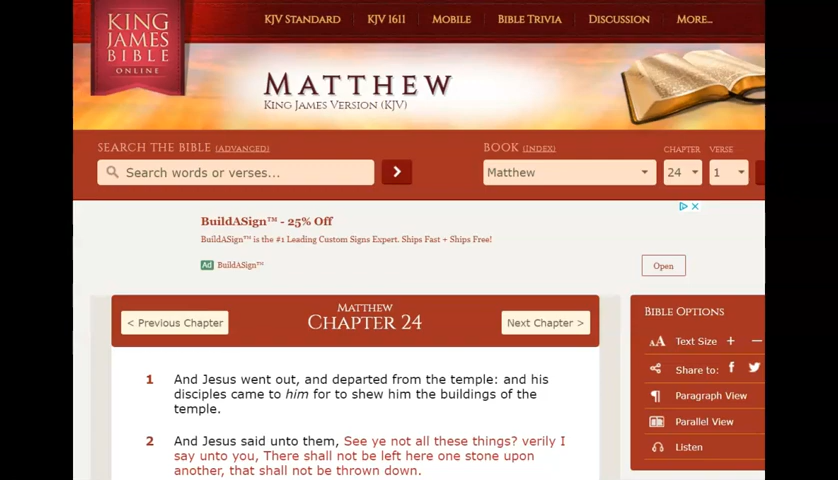 KING
JAMES
BIBLE
ONLINE
KJV STANDARD
KJV 1611
MOBILE
BIBLE TRIVIA
DISCUSSION
MORE...
MATTHEW
KING JAMES VERSION (KJV)
SEARCH THE BIBLE (ADVANCED)
BOOK (INDEX)
CHAPTER
VERSE
Search words or verses...
>
Matthew
24
1
BuildASign™ - 25% Off
BuildASign™ is the #1 Leading Custom Signs Expert. Ships Fast + Ships Free!
Ad BuildASign™
Open
< Previous Chapter
MATTHEW
CHAPTER 24
Next Chapter >
1 And Jesus went out, and departed from the temple: and his
disciples came to him for to shew him the buildings of the
temple.
2 And Jesus said unto them, See ye not all these things? verily I
say unto you, There shall not be left here one stone upon
another, that shall not be thrown down.
BIBLE OPTIONS
AA Text Size + −
Share to: f
Paragraph View
Parallel View
Listen